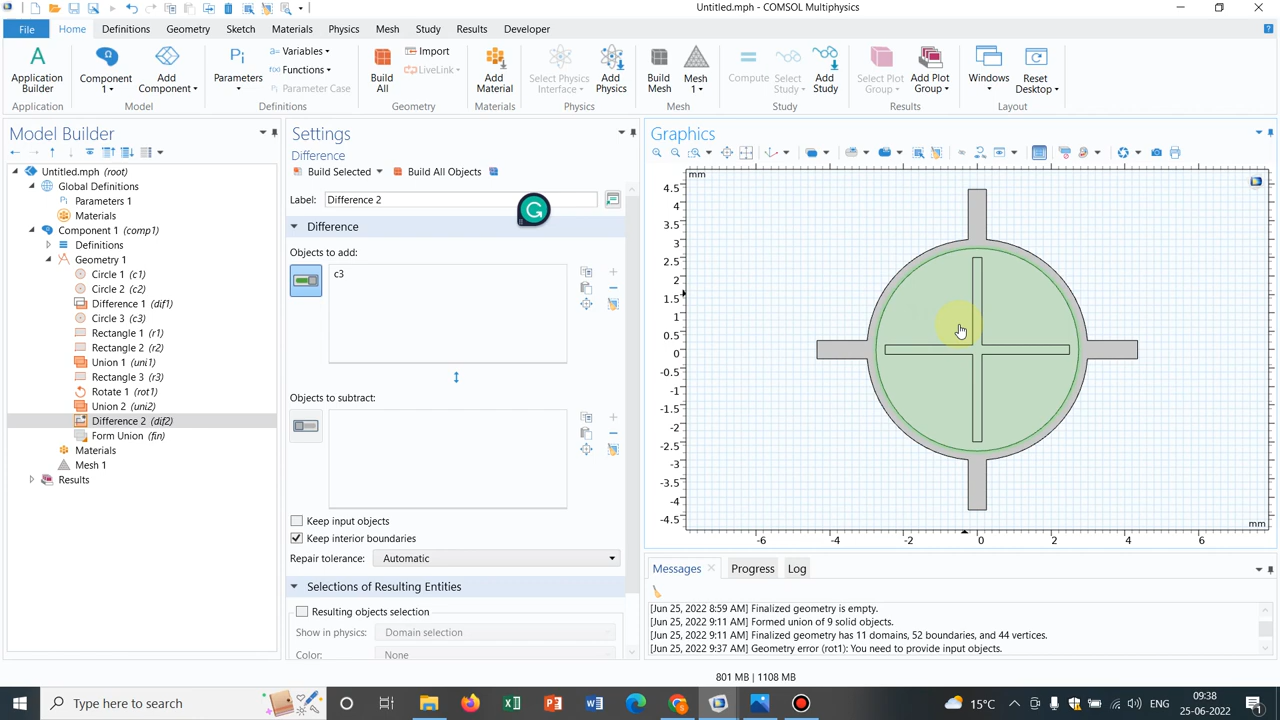 Untitled.mph - COMSOL Multiphysics
File Home Definitions Geometry Sketch Materials Physics Mesh Study Results Developer
Application Builder
Component 1
Add Component
Parameters
Variables
Functions
Parameter Case
Build All
Import
LiveLink
Add Material
Select Physics Interface
Add Physics
Build Mesh
Mesh 1
Compute
Select Study
Add Study
Select Plot Group
Add Plot Group
Windows
Reset Desktop
Application Model Definitions Geometry Materials Physics Mesh Study Results Layout
Model Builder
Untitled.mph (root)
Global Definitions
Parameters 1
Materials
Component 1 (comp1)
Definitions
Geometry 1
Circle 1 (c1)
Circle 2 (c2)
Difference 1 (dif1)
Circle 3 (c3)
Rectangle 1 (r1)
Rectangle 2 (r2)
Union 1 (uni1)
Rectangle 3 (r3)
Rotate 1 (rot1)
Union 2 (uni2)
Difference 2 (dif2)
Form Union (fin)
Materials
Mesh 1
Results
Settings
Difference
Build Selected Build All Objects
Label: Difference 2
Difference
Objects to add:
c3
Objects to subtract:
Keep input objects
Keep interior boundaries
Repair tolerance: Automatic
Selections of Resulting Entities
Resulting objects selection
Show in physics: Domain selection
Color: None
Graphics
mm
4.5
4
3.5
3
2.5
2
1.5
1
0.5
0
-0.5
-1
-1.5
-2
-2.5
-3
-3.5
-4
-4.5
mm
-6 -4 -2 0 2 4 6
Messages Progress Log
[Jun 25, 2022 8:59 AM] Finalized geometry is empty.
[Jun 25, 2022 9:11 AM] Formed union of 9 solid objects.
[Jun 25, 2022 9:11 AM] Finalized geometry has 11 domains, 52 boundaries, and 44 vertices.
[Jun 25, 2022 9:37 AM] Geometry error (rot1): You need to provide input objects.
801 MB | 1108 MB
Type here to search
15°C
ENG
09:38
25-06-2022